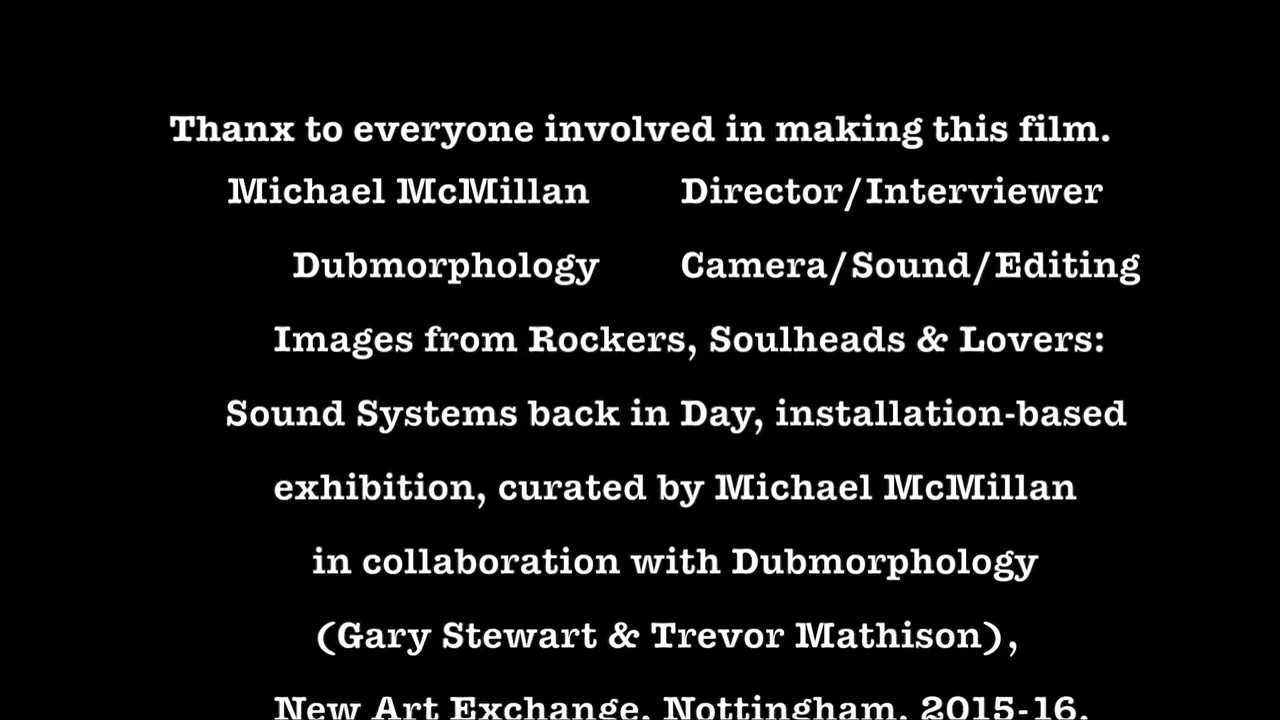 Thanx to everyone involved in making this film.
Michael McMillan Director/Interviewer
Dubmorphology Camera/Sound/Editing
Images from Rockers, Soulheads & Lovers:
Sound Systems back in Day, installation-based
exhibition, curated by Michael McMillan
in collaboration with Dubmorphology
(Gary Stewart & Trevor Mathison),
New Art Exchange, Nottingham, 2015-16.